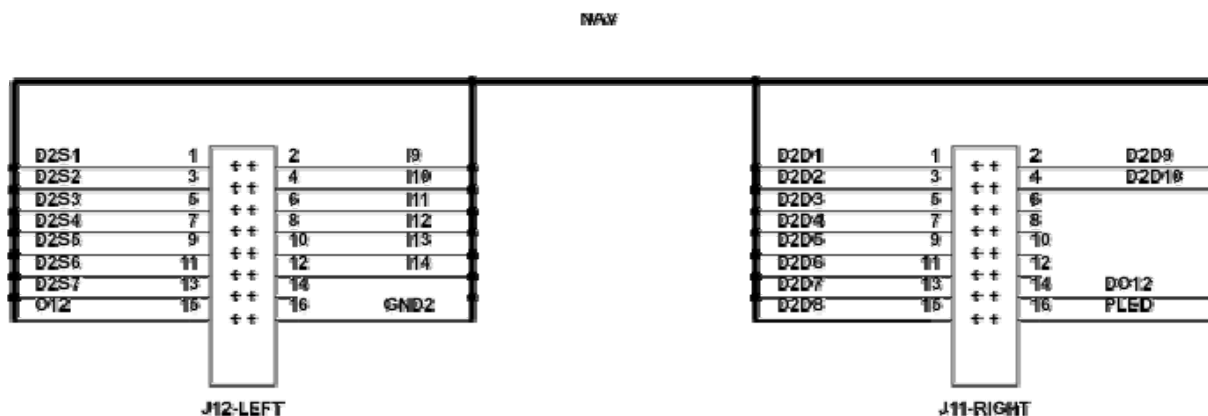 NAV
D2S1 1 2 I9 D2D1 1 2 D2D9
D2S2 3 4 I10 D2D2 3 4 D2D10
D2S3 5 6 I11 D2D3 5 6
D2S4 7 8 I12 D2D4 7 8
D2S5 9 10 I13 D2D5 9 10
D2S6 11 12 I14 D2D6 11 12
D2S7 13 14 D2D7 13 14 DO12
O12 15 16 GND2 D2D8 15 16 PLED
J12-LEFT J11-RIGHT